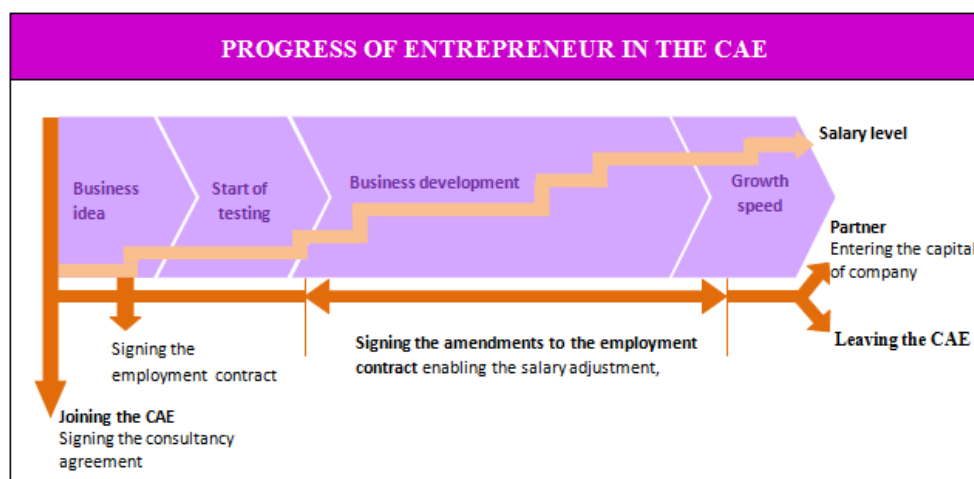 PROGRESS OF ENTREPRENEUR IN THE CAE
Salary level
Business
idea
Start of
testing
Business development
Growth
speed
Partner
Entering the capital
of company
Leaving the CAE
Signing the
employment contract
Signing the amendments to the employment
contract enabling the salary adjustment,
Joining the CAE
Signing the consultancy
agreement